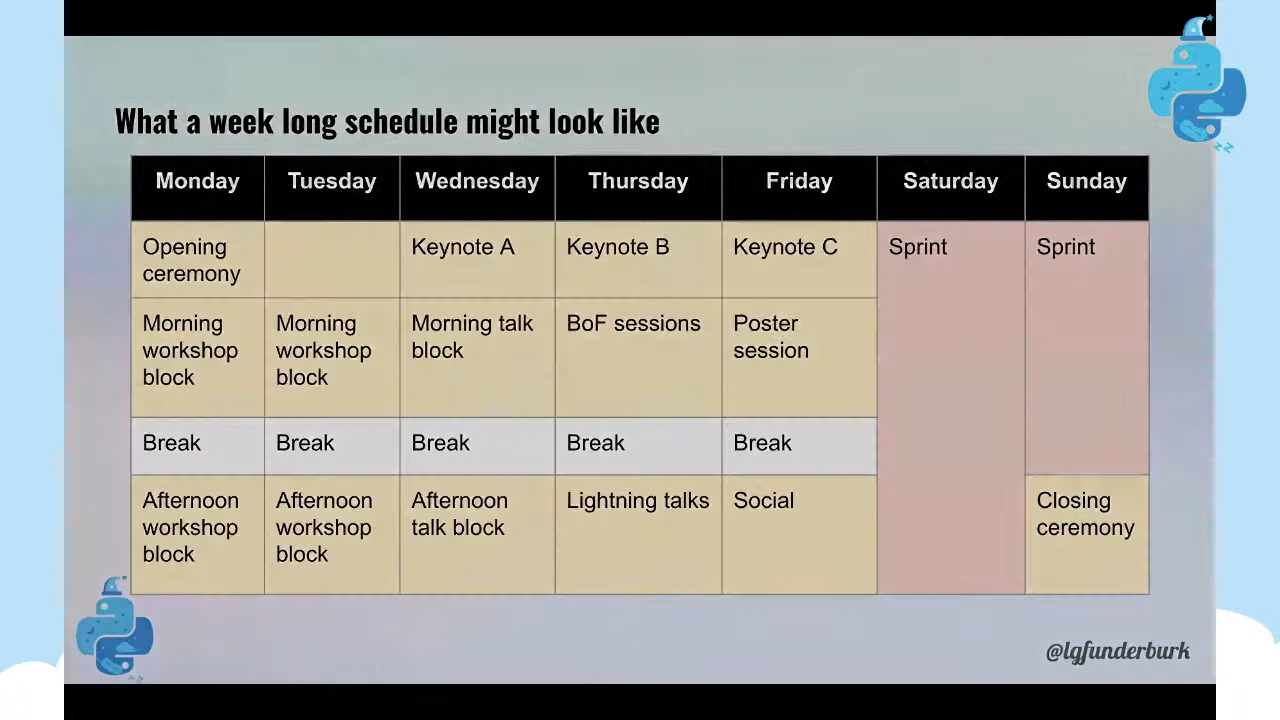 What a week long schedule might look like
Monday Tuesday Wednesday Thursday Friday Saturday Sunday
Opening
ceremony
Keynote A
Keynote B
Keynote C
Sprint
Sprint
Morning
workshop
block
Morning
workshop
block
Morning talk
block
BoF sessions
Poster
session
Break
Break
Break
Break
Break
Afternoon
workshop
block
Afternoon
workshop
block
Afternoon
talk block
Lightning talks
Social
Closing
ceremony
@lgfunderburk
zz
zz